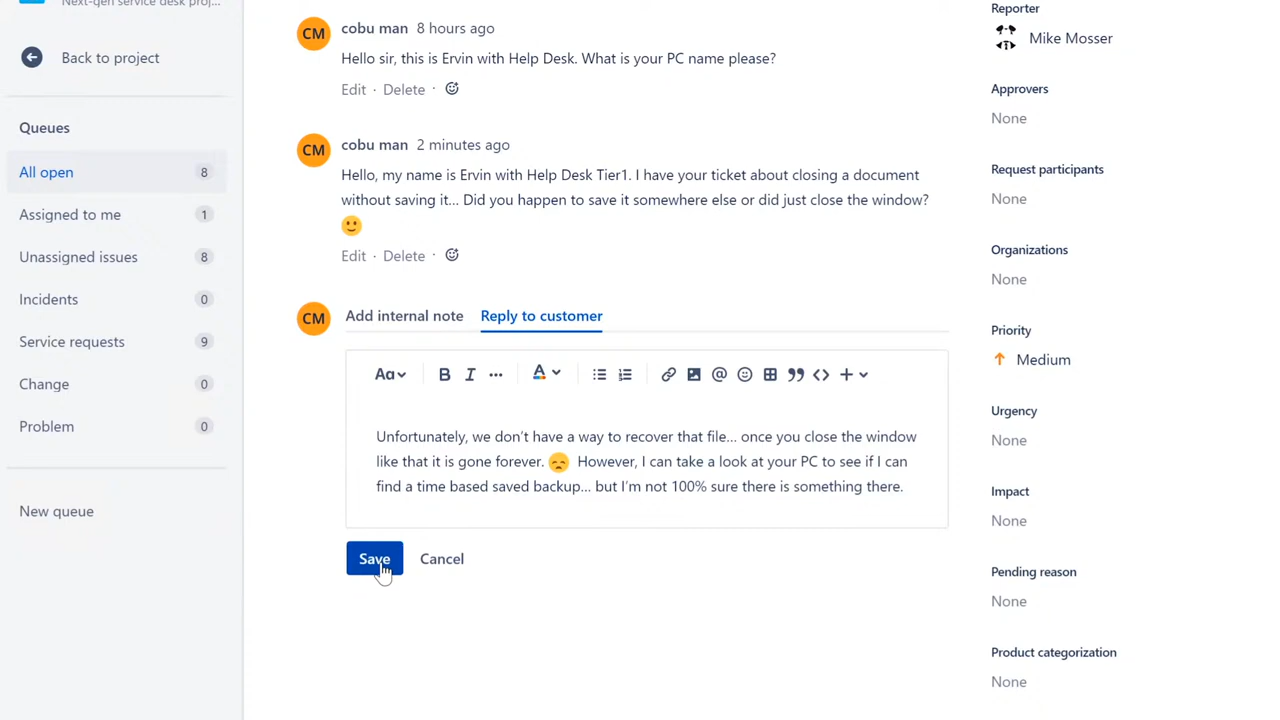 Next-gen service desk proj...
Back to project
Queues
All open 8
Assigned to me 1
Unassigned issues 8
Incidents 0
Service requests 9
Change 0
Problem 0
New queue
CM cobu man 8 hours ago
Hello sir, this is Ervin with Help Desk. What is your PC name please?
Edit · Delete ·
CM cobu man 2 minutes ago
Hello, my name is Ervin with Help Desk Tier1. I have your ticket about closing a document
without saving it... Did you happen to save it somewhere else or did just close the window?
Edit · Delete ·
CM Add internal note Reply to customer
Aa B I ... A
Unfortunately, we don't have a way to recover that file... once you close the window
like that it is gone forever. However, I can take a look at your PC to see if I can
find a time based saved backup... but I'm not 100% sure there is something there.
Save Cancel
Reporter
Mike Mosser
Approvers
None
Request participants
None
Organizations
None
Priority
Medium
Urgency
None
Impact
None
Pending reason
None
Product categorization
None